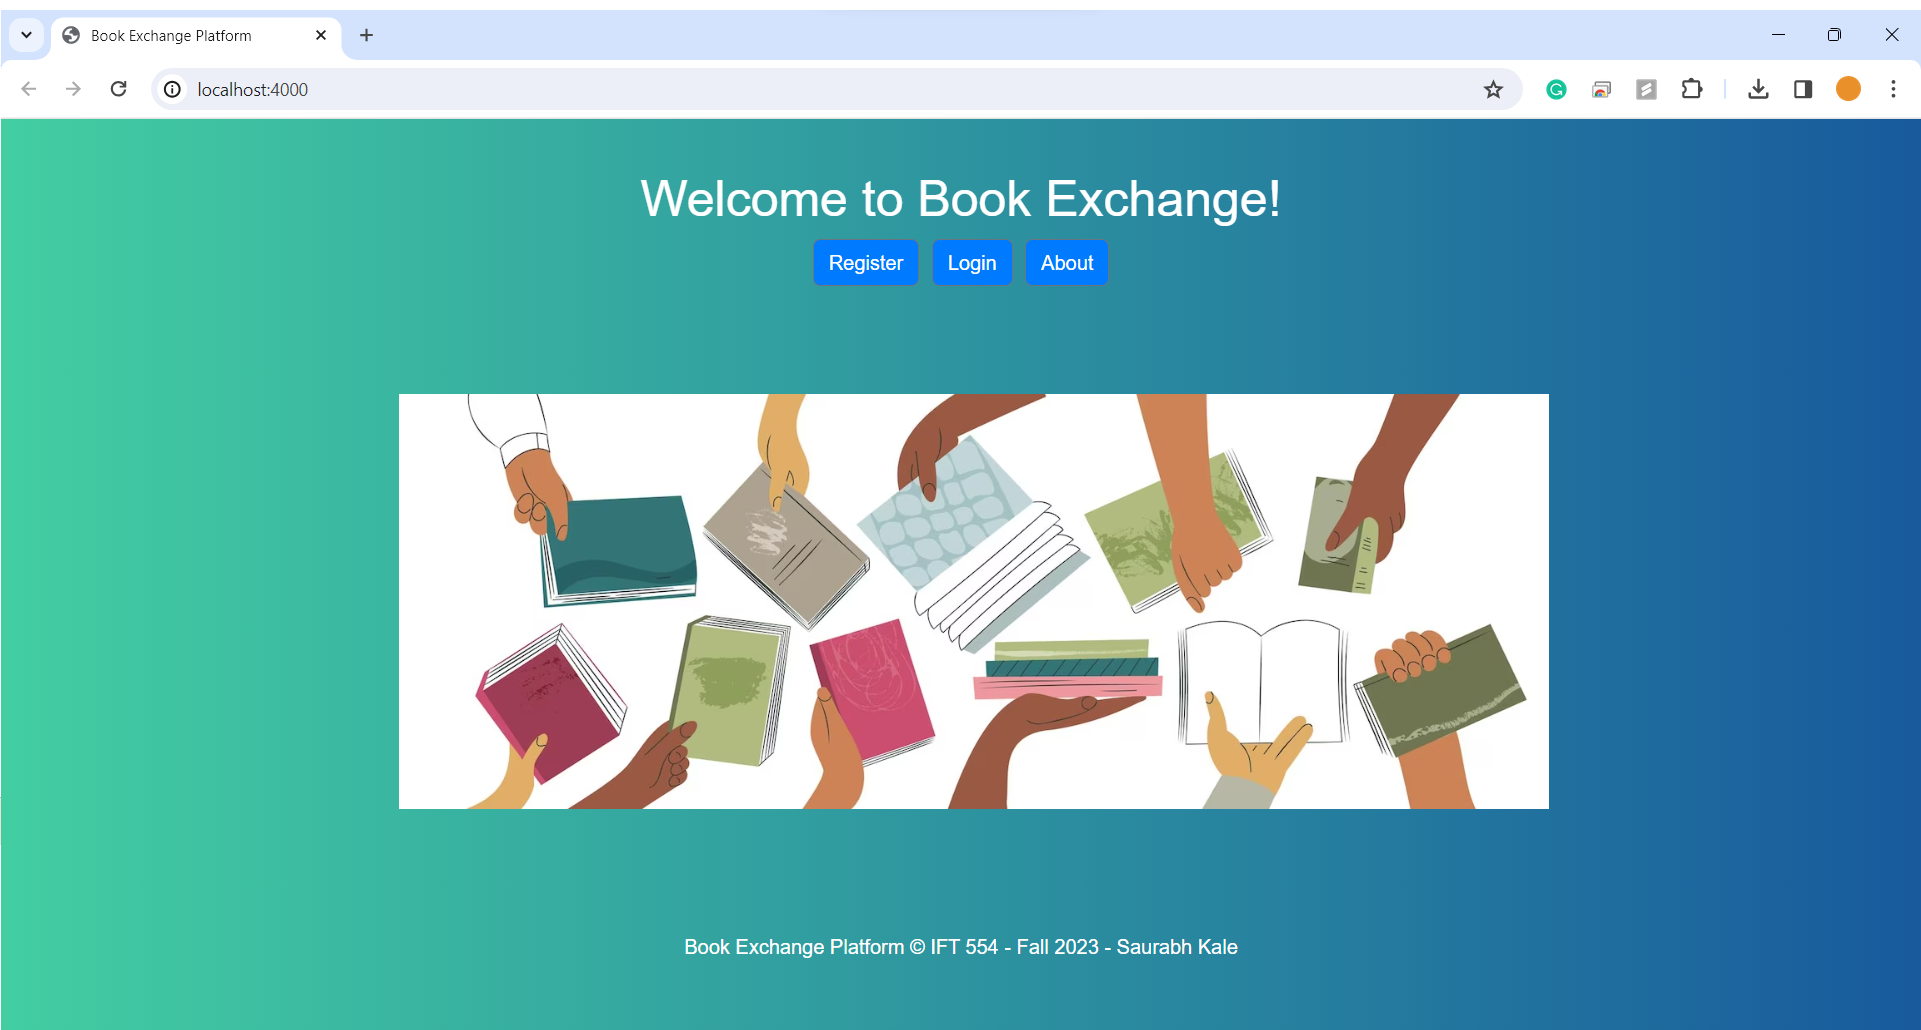 Book Exchange Platform
localhost:4000
Welcome to Book Exchange!
Register Login About
Book Exchange Platform © IFT 554 - Fall 2023 - Saurabh Kale